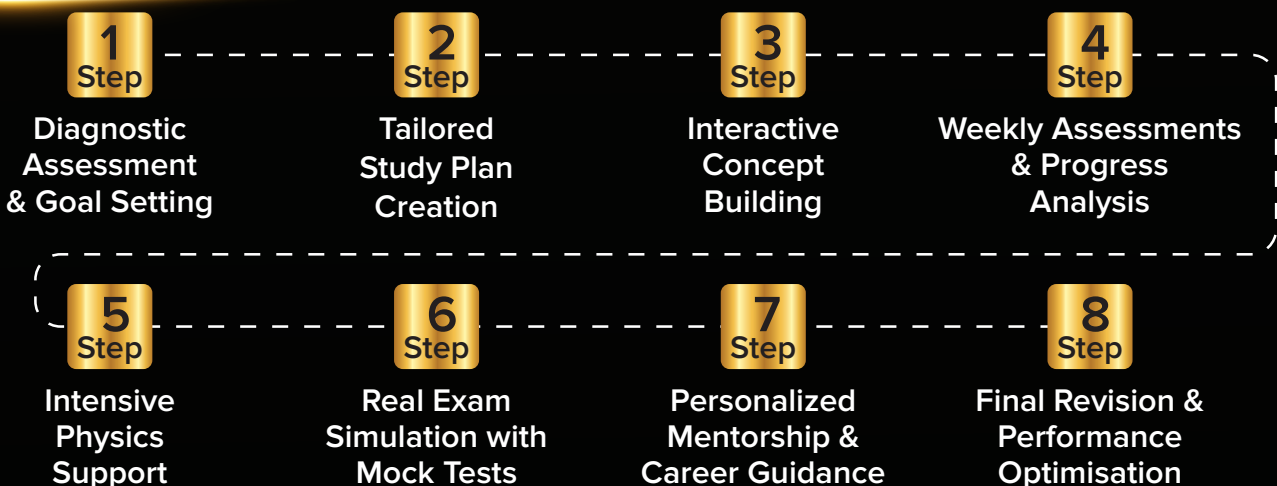 1
Step
Diagnostic
Assessment
& Goal Setting
2
Step
Tailored
Study Plan
Creation
3
Step
Interactive
Concept
Building
4
Step
Weekly Assessments
& Progress
Analysis
5
Step
Intensive
Physics
Support
6
Step
Real Exam
Simulation with
Mock Tests
7
Step
Personalized
Mentorship &
Career Guidance
8
Step
Final Revision &
Performance
Optimisation